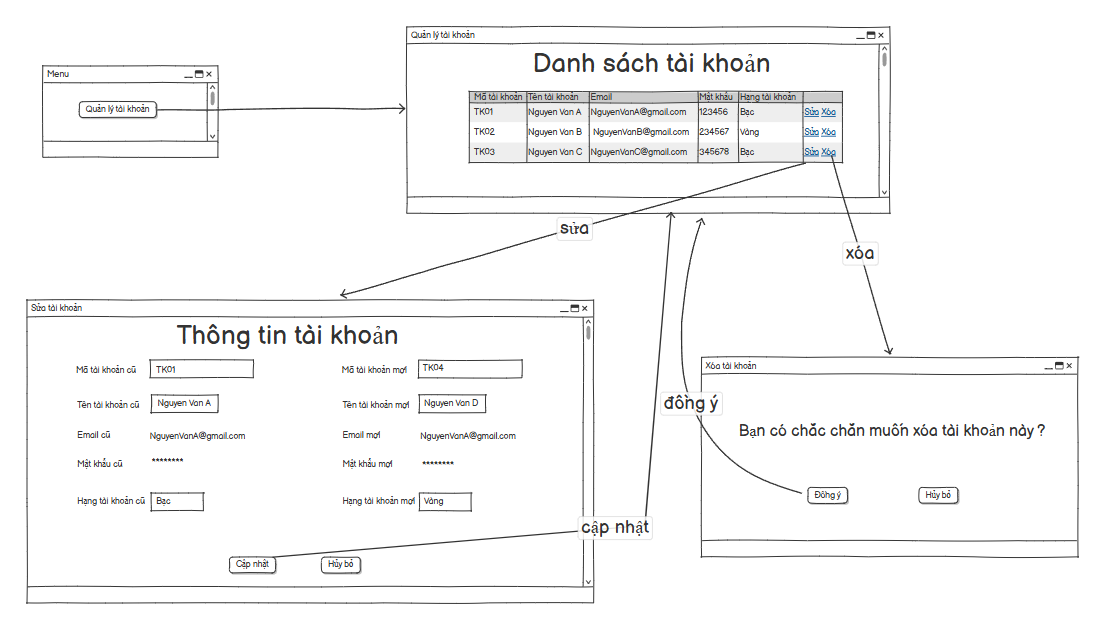 Menu
Quản lý tài khoản
Quản lý tài khoản
Danh sách tài khoản
Mã tài khoản Tên tài khoản Email Mật khẩu Hạng tài khoản
TK01 Nguyen Van A NguyenVanA@gmail.com 123456 Bạc Sửa Xóa
TK02 Nguyen Van B NguyenVanB@gmail.com 234567 Vàng Sửa Xóa
TK03 Nguyen Van C NguyenVanC@gmail.com 345678 Bạc Sửa Xóa
sửa
xóa
Sửa tài khoản
Thông tin tài khoản
Mã tài khoản cũ TK01 Mã tài khoản mới TK04
Tên tài khoản cũ Nguyen Van A Tên tài khoản mới Nguyen Van D
Email cũ NguyenVanA@gmail.com Email mới NguyenVanA@gmail.com
Mật khẩu cũ ******** Mật khẩu mới ********
Hạng tài khoản cũ Bạc Hạng tài khoản mới Vàng
Cập nhật Hủy bỏ
cập nhật
đồng ý
Xóa tài khoản
Bạn có chắc chắn muốn xóa tài khoản này ?
Đồng ý Hủy bỏ